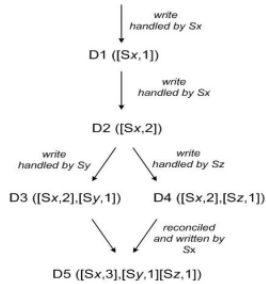 write
handled by Sx
D1 ([Sx,1])
write
handled by Sx
D2 ([Sx,2])
write
handled by Sy
write
handled by Sz
D3 ([Sx,2],[Sy,1])
D4 ([Sx,2],[Sz,1])
reconciled
and written by
Sx
D5 ([Sx,3],[Sy,1][Sz,1])